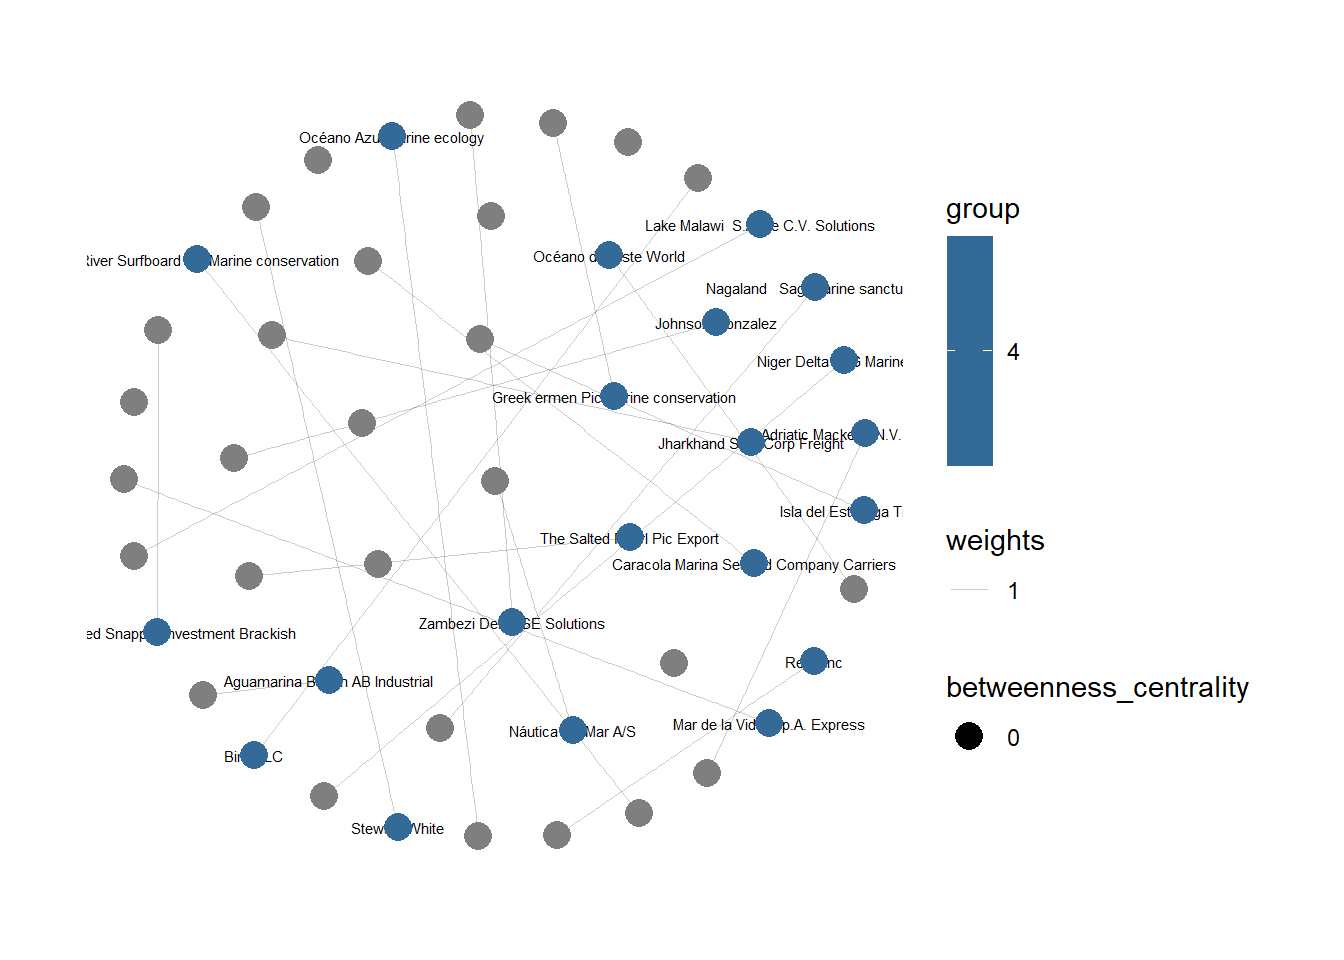 Océano Azu rine ecology
Lake Malawi S. e C.V. Solutions
Océano d ste World
River Surfboard Marine conservation
Nagaland Sag arine sanctu
Johnso onzalez
Niger Delta G Marine
Greek ermen Pic rine conservation
Adriatic Macke N.V.
Jharkhand S Corp Freight
Isla del Est ga T
The Salted l Pic Export
Caracola Marina Se d Company Carriers
Zambezi De SE Solutions
ed Snapp nvestment Brackish
Re nc
Aguamarina B n AB Industrial
Mar de la Vid .p.A. Express
Náutica Mar A/S
Bi LC
Stew White
group
4
weights
1
betweenness_centrality
0